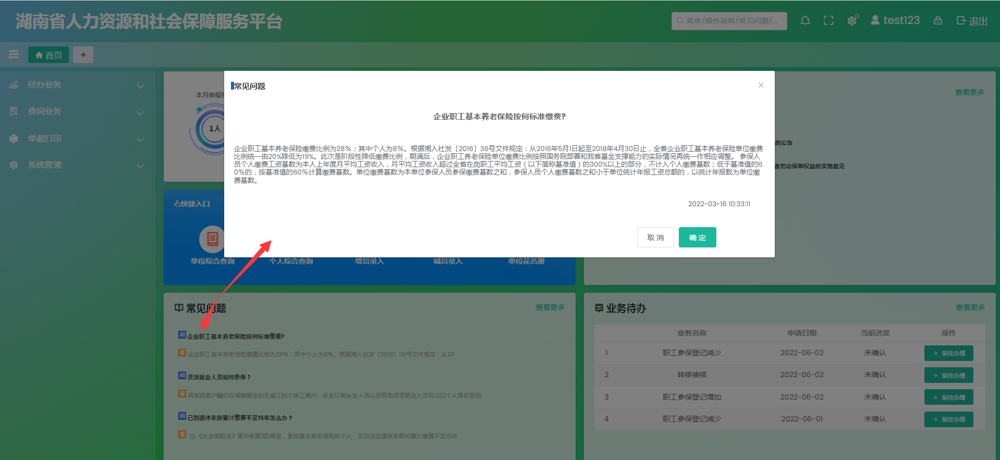 湖南省人力资源和社会保障服务平台
菜单/操作说明/常见问题/...
test123
退出
首页
+
经办业务
查询业务
单据打印
系统管理
本月申报
1人
查看更多
的公告
者劳动保障权益的实施意见
常见问题
×
企业职工基本养老保险按何标准缴费?
企业职工基本养老保险缴费比例为28%；其中个人为8%。根据湘人社发〔2016〕36号文件规定：从2016年5月1日起至2018年4月30日止，全省企业职工基本养老保险单位缴费
比例统一由20%降低为19%。此次是阶段性降低缴费比例，期满后，企业职工养老保险单位缴费比例按照国务院部署和我省基金支撑能力的实际情况再统一作相应调整。 参保人
员个人缴费工资基数为本人上年度月平均工资收入，月平均工资收入超过全省在岗职工平均工资（以下简称基准值）的300%以上的部分，不计入个人缴费基数；低于基准值的6
0%的，按基准值的60%计算缴费基数。单位缴费基数为本单位参保人员参保缴费基数之和，参保人员个人缴费基数之和小于单位统计年报工资总额的，以统计年报数为单位缴
费基数。
2022-03-16 10:33:11
取 消
确 定
快捷入口
单位综合查询
个人综合查询
增员录入
减员录入
单位花名册
常见问题
查看更多
问 企业职工基本养老保险按何标准缴费?
答 企业职工基本养老保险缴费比例为28%；其中个人为8%。根据湘人社发〔2016〕36号文件规定：从20
问 灵活就业人员如何参保？
答 具有我省户籍的在城镇就业的无雇工的个体工商户、非全日制从业人员以及其他灵活就业人员可以以个人身份参加
问 已到退休年龄累计缴费不足15年怎么办？
答 ①.《社会保险法》第16条第2款规定，参加基本养老保险的个人，达到法定退休年龄时累计缴费不足15年
业务待办
查看更多
业务名称 申请日期 当前进度 操作
1 职工参保登记减少 2022-06-02 未确认 前往办理
2 转移接续 2022-06-02 未确认 前往办理
3 职工参保登记增加 2022-06-02 未确认 前往办理
4 职工参保登记减少 2022-06-01 未确认 前往办理